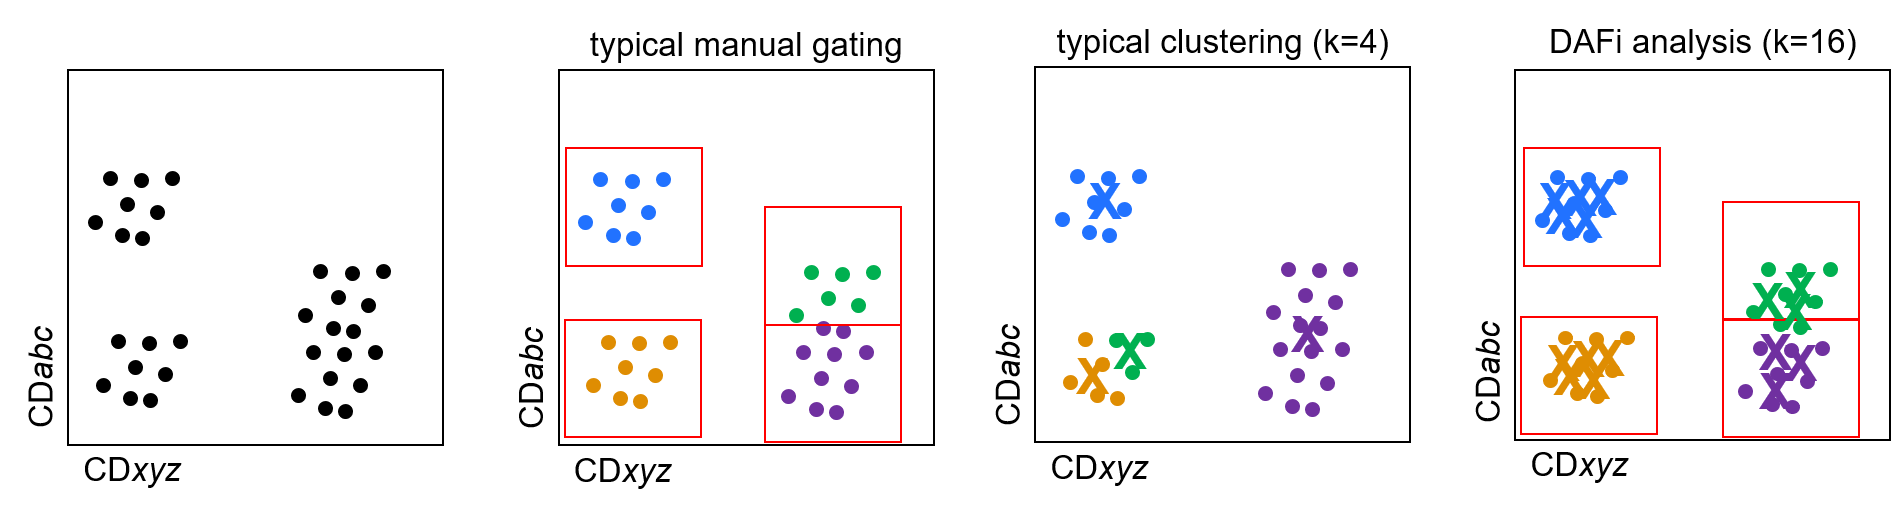 typical manual gating
typical clustering (k=4)
DAFi analysis (k=16)
CDabc
CDabc
CDabc
CDabc
X
X
X
X
X X X
X X
X X
X
X X X
X X
X X
X
CDxyz
CDxyz
CDxyz
CDxyz